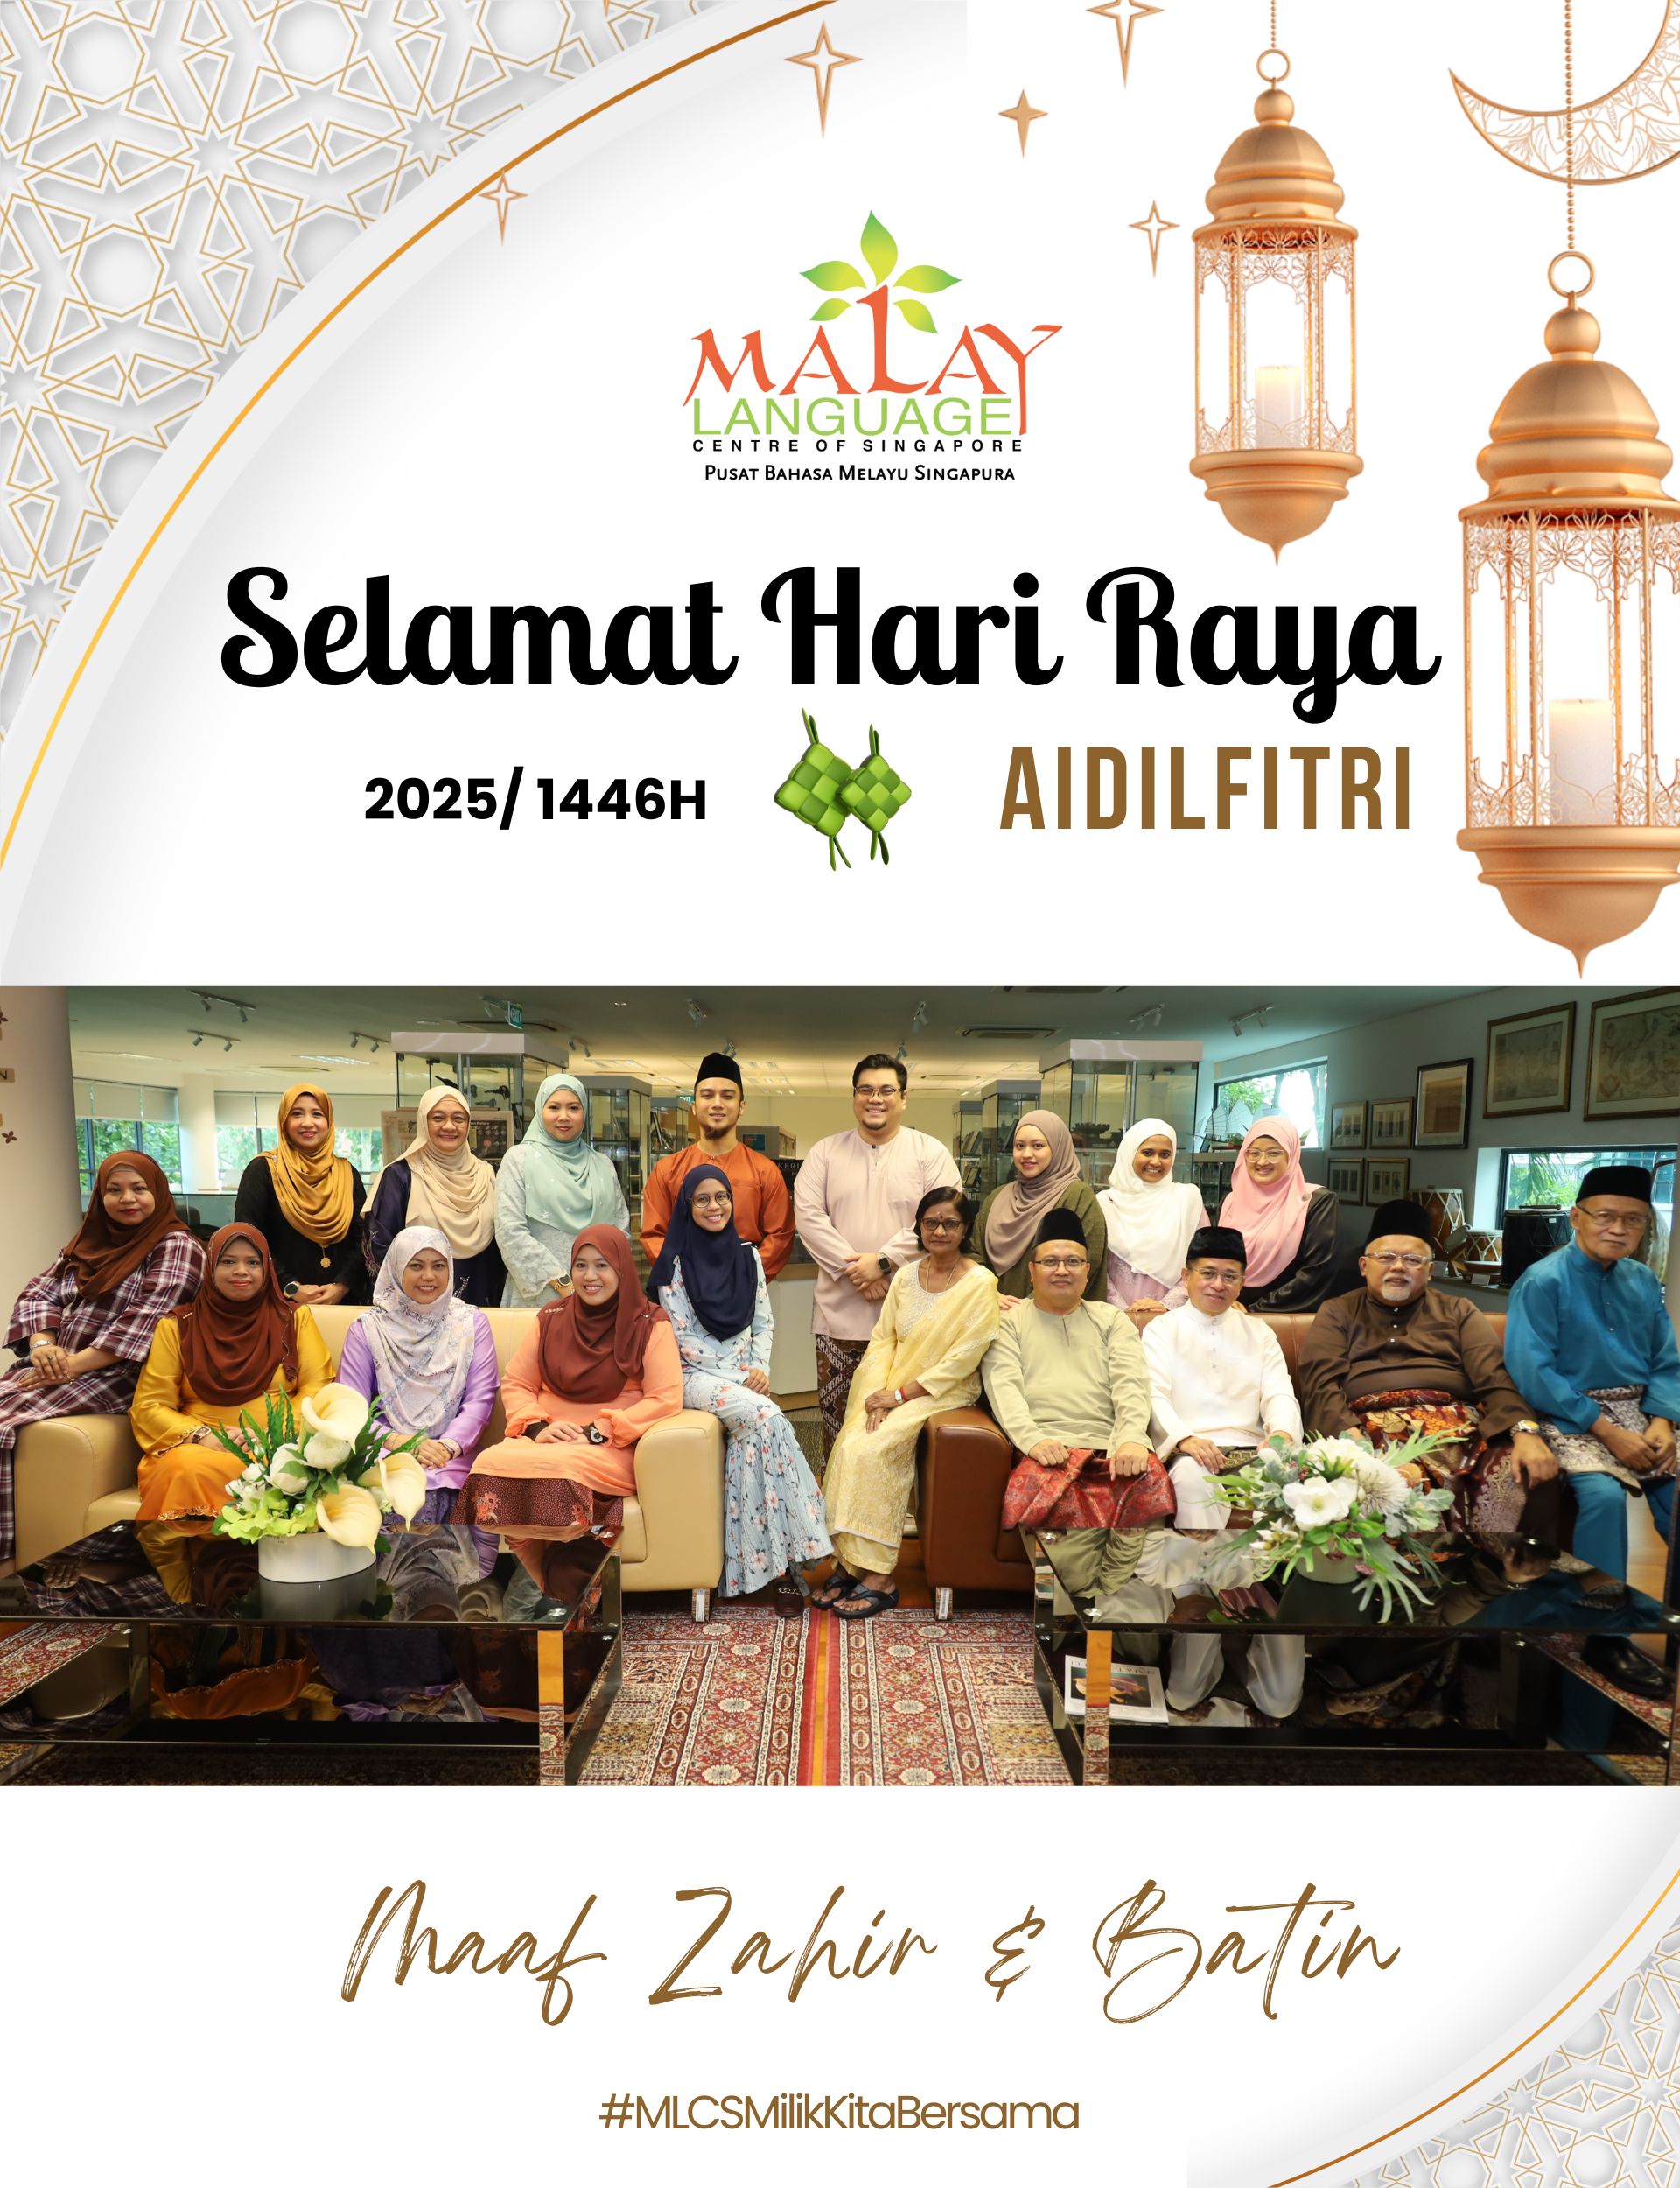 MALAY
LANGUAGE
CENTRE OF SINGAPORE
PUSAT BAHASA MELAYU SINGAPURA
Selamat Hari Raya
2025/ 1446H
AIDILFITRI
EXIT
Maaf Zahir & Batin
#MLCSMilikKitaBersama